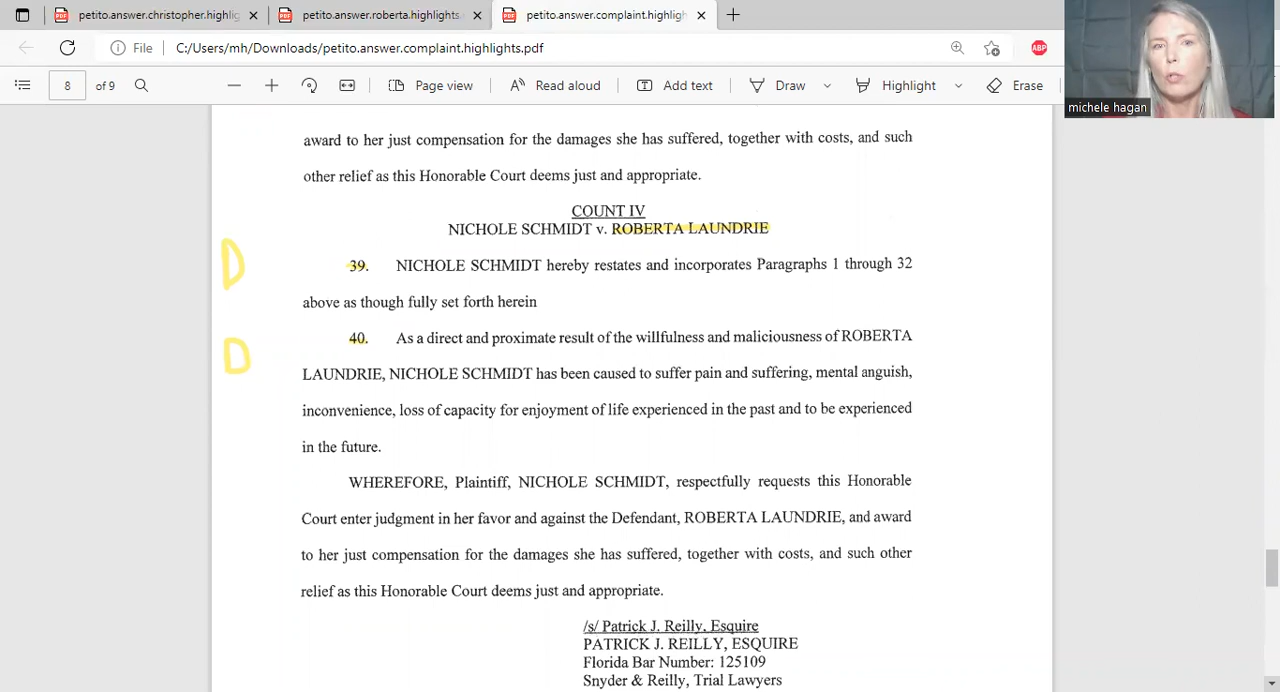 petito.answer.christopher.highlig
petito.answer.roberta.highlights.
petito.answer.complaint.highligh
File
C:/Users/mh/Downloads/petito.answer.complaint.highlights.pdf
ABP
8 of 9
Page view
Read aloud
Add text
Draw
Highlight
Erase
michele hagan
award to her just compensation for the damages she has suffered, together with costs, and such
other relief as this Honorable Court deems just and appropriate.
COUNT IV
NICHOLE SCHMIDT v. ROBERTA LAUNDRIE
D
39. NICHOLE SCHMIDT hereby restates and incorporates Paragraphs 1 through 32
above as though fully set forth herein
D
40. As a direct and proximate result of the willfulness and maliciousness of ROBERTA
LAUNDRIE, NICHOLE SCHMIDT has been caused to suffer pain and suffering, mental anguish,
inconvenience, loss of capacity for enjoyment of life experienced in the past and to be experienced
in the future.
WHEREFORE, Plaintiff, NICHOLE SCHMIDT, respectfully requests this Honorable
Court enter judgment in her favor and against the Defendant, ROBERTA LAUNDRIE, and award
to her just compensation for the damages she has suffered, together with costs, and such other
relief as this Honorable Court deems just and appropriate.
/s/ Patrick J. Reilly, Esquire
PATRICK J. REILLY, ESQUIRE
Florida Bar Number: 125109
Snyder & Reilly, Trial Lawyers